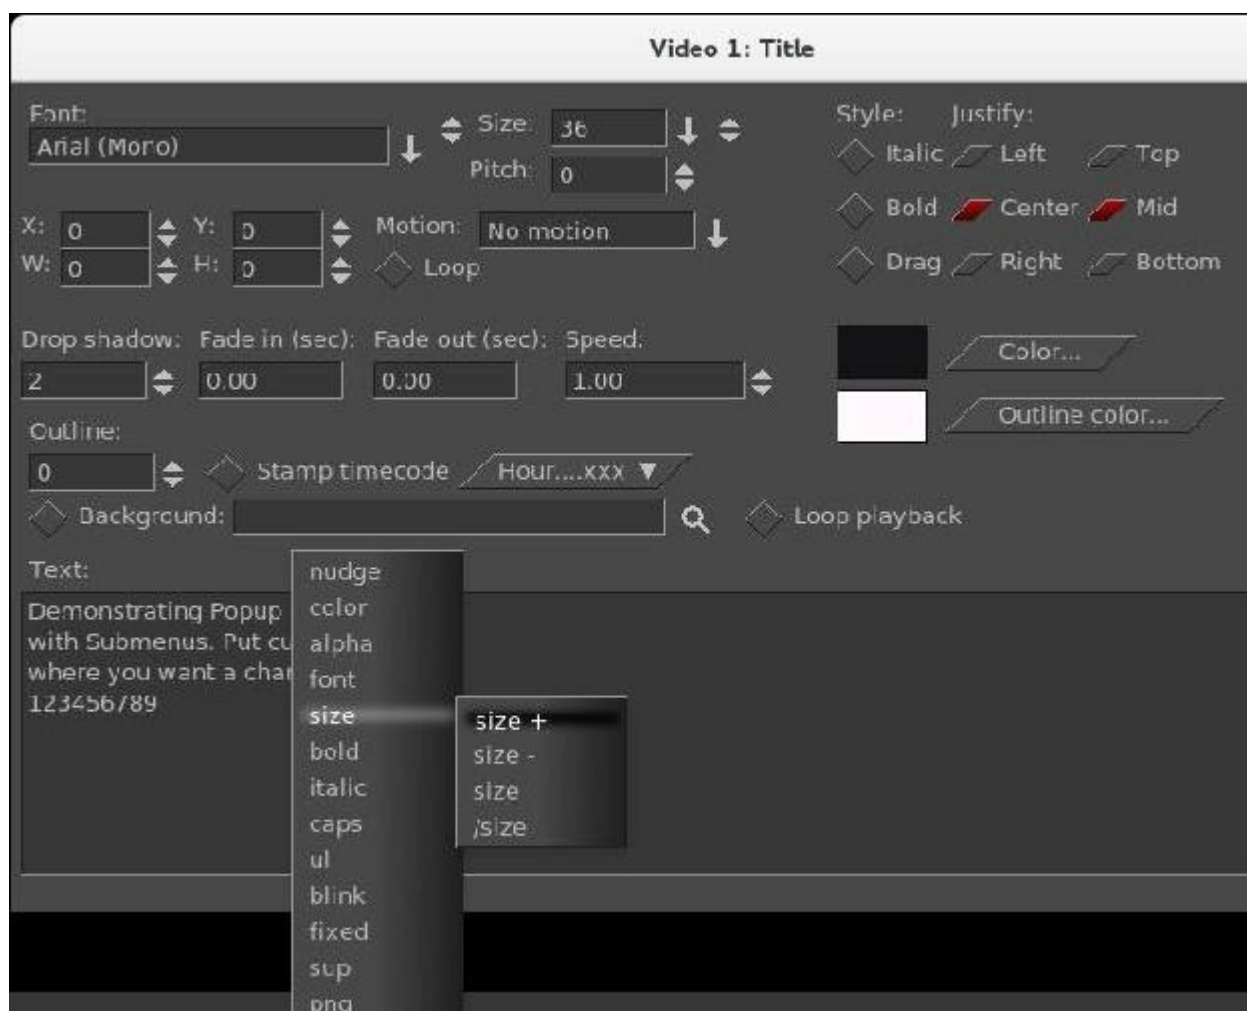 Video 1: Title
Font:
Arial (Mono)
Size: 36
Pitch: 0
Style: Justify:
Italic Left Top
Bold Center Mid
Drag Right Bottom
X: 0 Y: 0 Motion: No motion
W: 0 H: 0 Loop
Drop shadow: Fade in (sec): Fade out (sec): Speed:
2 0.00 0.00 1.00
Color...
Outline color...
Outline:
0 Stamp timecode Hour....xxx
Background: Loop playback
Text:
Demonstrating Popup
with Submenus. Put cu
where you want a char
123456789
nudge
color
alpha
font
size
bold
italic
caps
ul
blink
fixed
sup
png
size +
size -
size
/size